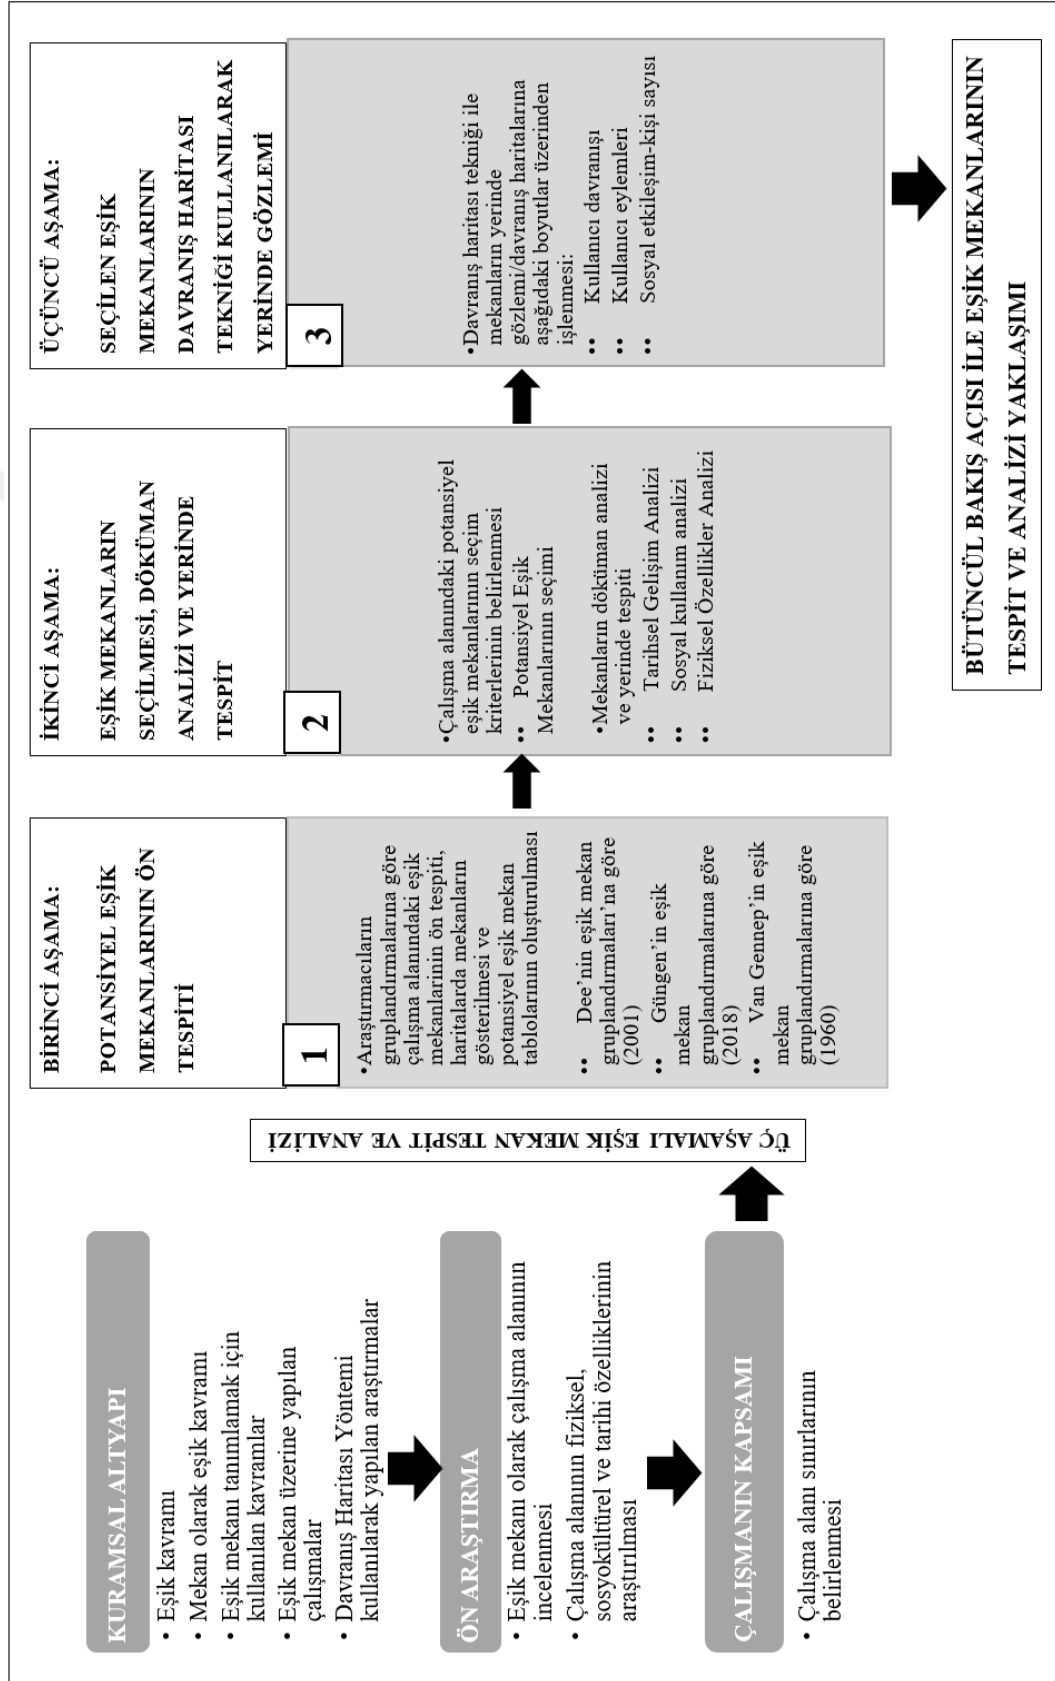 KURAMSAL ALTYAPI
• Eşik kavramı
• Mekan olarak eşik kavramı
• Eşik mekanı tanımlamak için
kullanılan kavramlar
• Eşik mekan üzerine yapılan
çalışmalar
• Davranış Haritası Yöntemi
kullanılarak yapılan araştırmalar
ÖN ARAŞTIRMA
• Eşik mekanı olarak çalışma alanının
incelenmesi
• Çalışma alanının fiziksel,
sosyokültürel ve tarihi özelliklerinin
araştırılması
ÇALIŞMANIN KAPSAMI
• Çalışma alanı sınırlarının
belirlenmesi
ÜÇ AŞAMALI EŞİK MEKAN TESPİT VE ANALİZİ
BİRİNCİ AŞAMA:
POTANSİYEL EŞİK
MEKANLARININ ÖN
TESPİTİ
1
•Araştırmacıların
gruplandırmalarına göre
çalışma alanındaki eşik
mekanlarinin ön tespiti,
haritalarda mekanların
gösterilmesi ve
potansiyel eşik mekan
tablolarının oluşturulması
•• Dee'nin eşik mekan
gruplandırmaları'na göre
(2001)
•• Güngen'in eşik
mekan
gruplandırmalarına göre
(2018)
•• Van Gennep'in eşik
mekan
gruplandırmalarına göre
(1960)
İKİNCİ AŞAMA:
EŞİK MEKANLARIN
SEÇİLMESİ, DÖKÜMAN
ANALİZİ VE YERİNDE
TESPİT
2
•Çalışma alanındaki potansiyel
eşik mekanlarının seçim
kriterlerinin belirlenmesi
•• Potansiyel Eşik
Mekanlarının seçimi
•Mekanların döküman analizi
ve yerinde tespiti
•• Tarihsel Gelişim Analizi
•• Sosyal kullanım analizi
•• Fiziksel Özellikler Analizi
ÜÇÜNCÜ AŞAMA:
SEÇİLEN EŞİK
MEKANLARININ
DAVRANIŞ HARİTASI
TEKNİĞİ KULLANILARAK
YERİNDE GÖZLEMİ
3
•Davranış haritası tekniği ile
mekanların yerinde
gözlemi/davranış haritalarına
aşağıdaki boyutlar üzerinden
işlenmesi:
•• Kullanıcı davranışı
•• Kullanıcı eylemleri
•• Sosyal etkileşim-kişi sayısı
BÜTÜNCÜL BAKIŞ AÇISI İLE EŞİK MEKANLARININ
TESPİT VE ANALİZİ YAKLAŞIMI